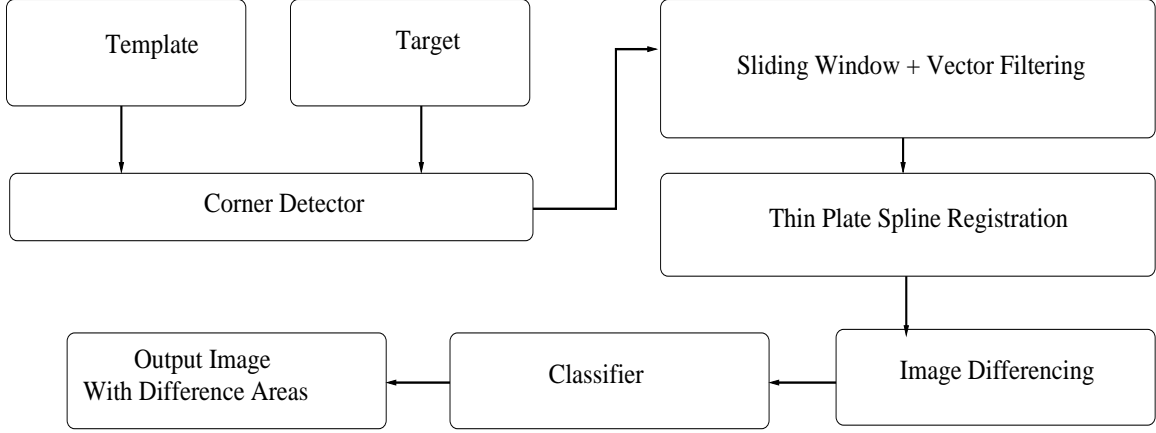 Template
Target
Sliding Window + Vector Filtering
Corner Detector
Thin Plate Spline Registration
Image Differencing
Classifier
Output Image
With Difference Areas